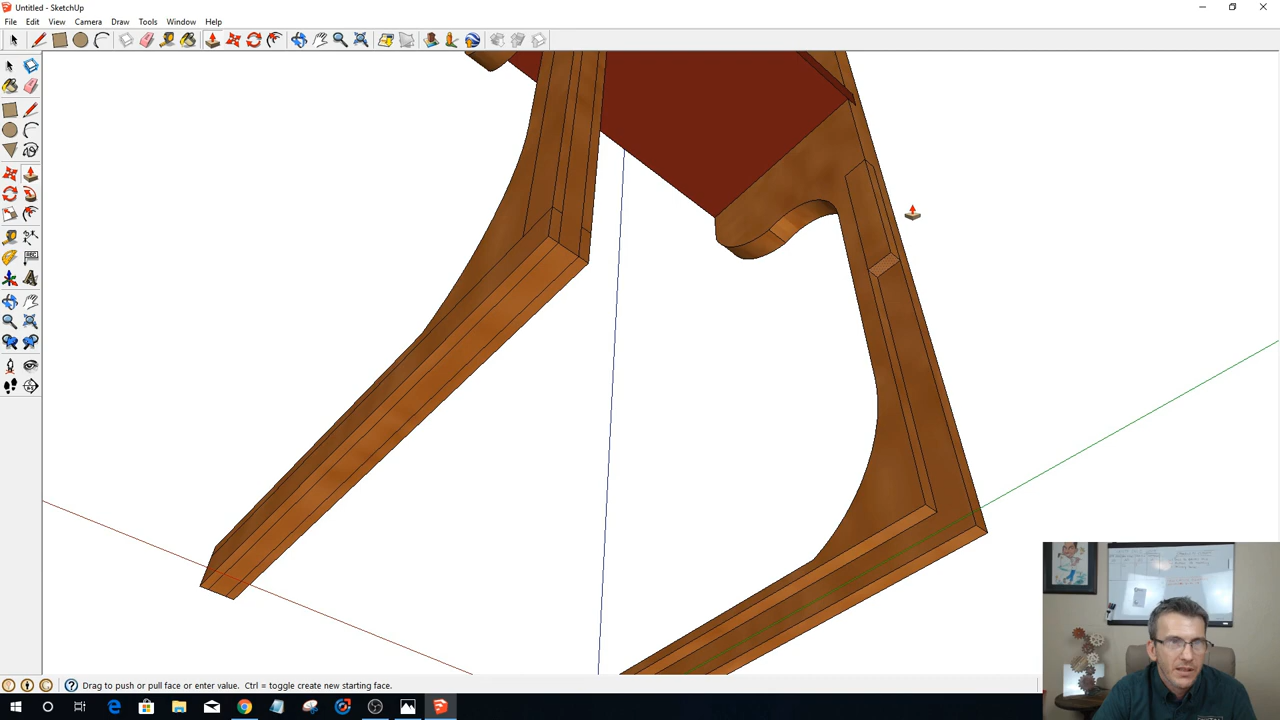 Untitled - SketchUp
File Edit View Camera Draw Tools Window Help
Drag to push or pull face or enter value. Ctrl = toggle create new starting face.